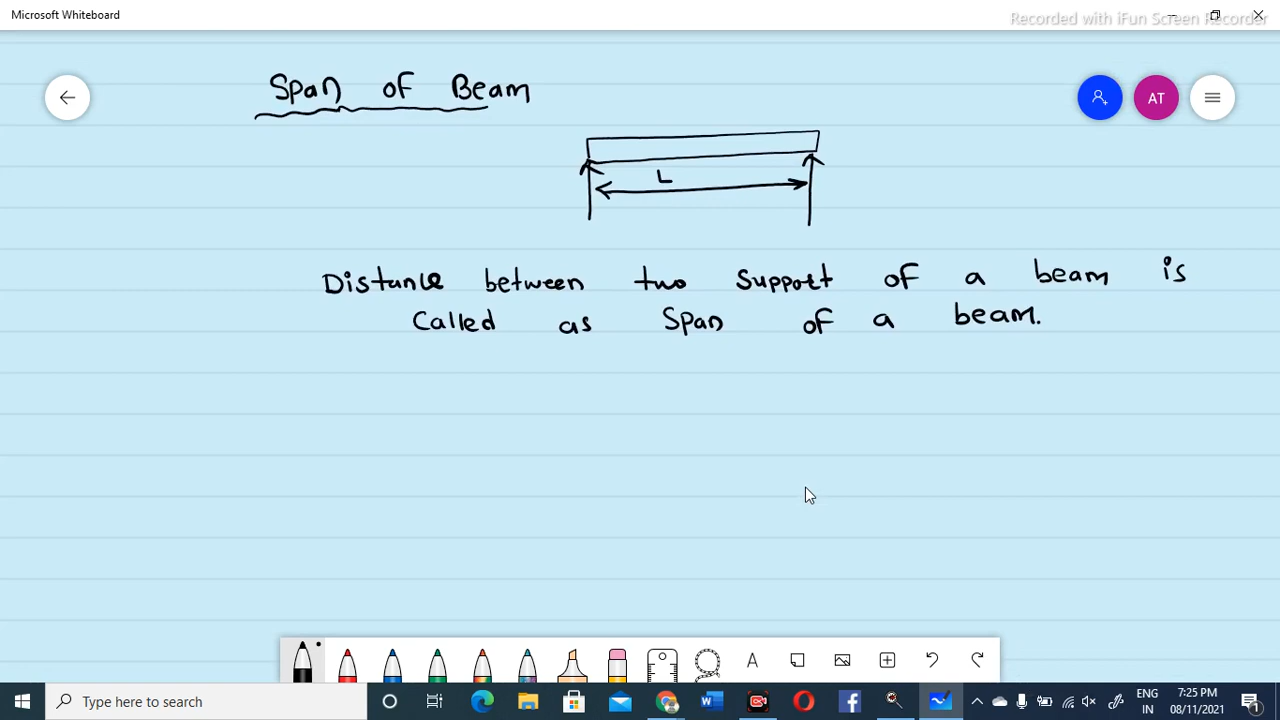 Microsoft Whiteboard
Recorded with iFun Screen Recorder
Span of Beam
AT
L
Distance between two Support of a beam is
Called as Span of a beam.
A
Type here to search
ENG
IN
7:25 PM
08/11/2021
1